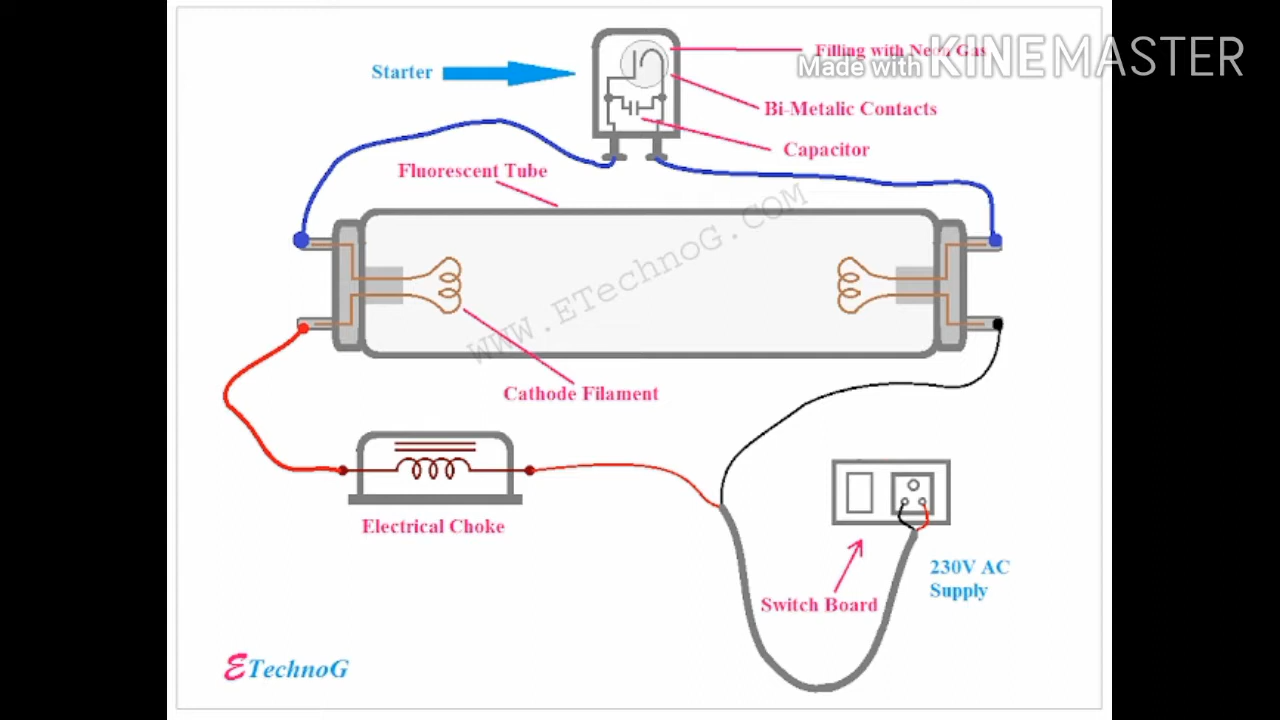 Starter
Filling with Neon Gas
Made with KINEMASTER
Bi-Metalic Contacts
Capacitor
Fluorescent Tube
WWW.ETechnoG.COM
Cathode Filament
Electrical Choke
230V AC
Supply
Switch Board
ETechnoG